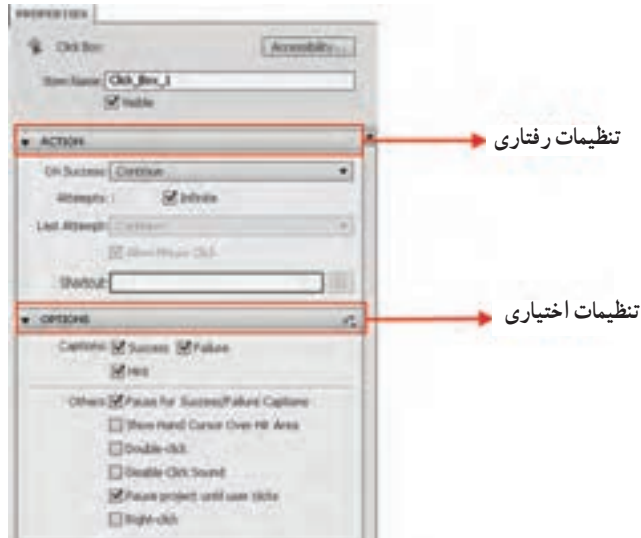 PROPERTIES
Click Box Accessibility...
Item Name: Click_Box_1
Visible
ACTION
تنظیمات رفتاری
On Success: Continue
Attempts: Infinite
Last Attempt: Continue
Allow Mouse Click
Shortcut:
OPTIONS
تنظیمات اختیاری
Captions: Success Failure
Hint
Others: Pause for Success/Failure Captions
Show Hand Cursor Over Hit Area
Double-click
Disable Click Sound
Pause project until user clicks
Right-click